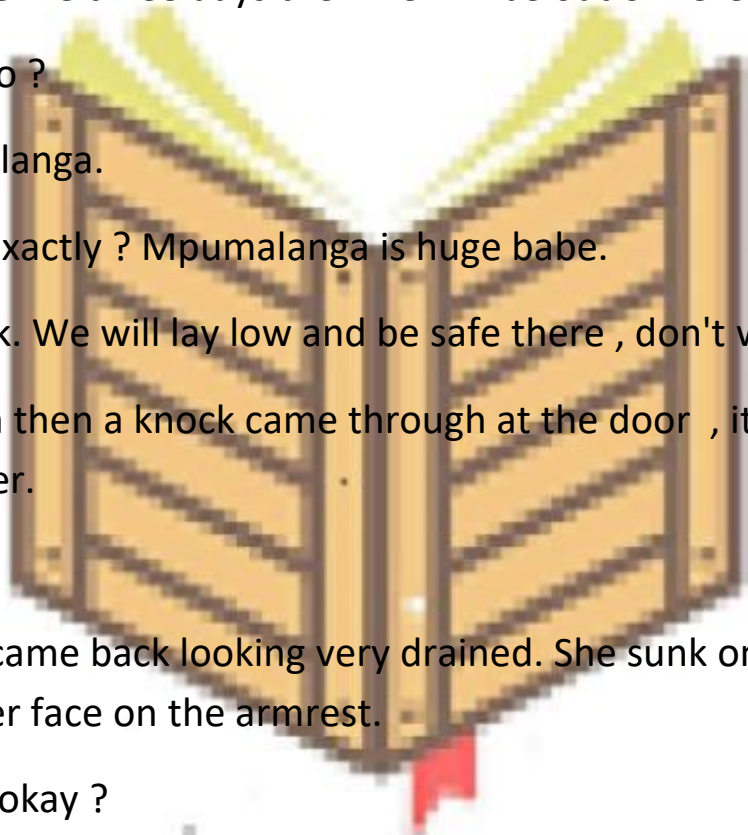 o ?
langa.
xactly ? Mpumalanga is huge babe.
k. We will lay low and be safe there , don't w
then a knock came through at the door  , it
er.
came back looking very drained. She sunk on
er face on the armrest.
okay ?